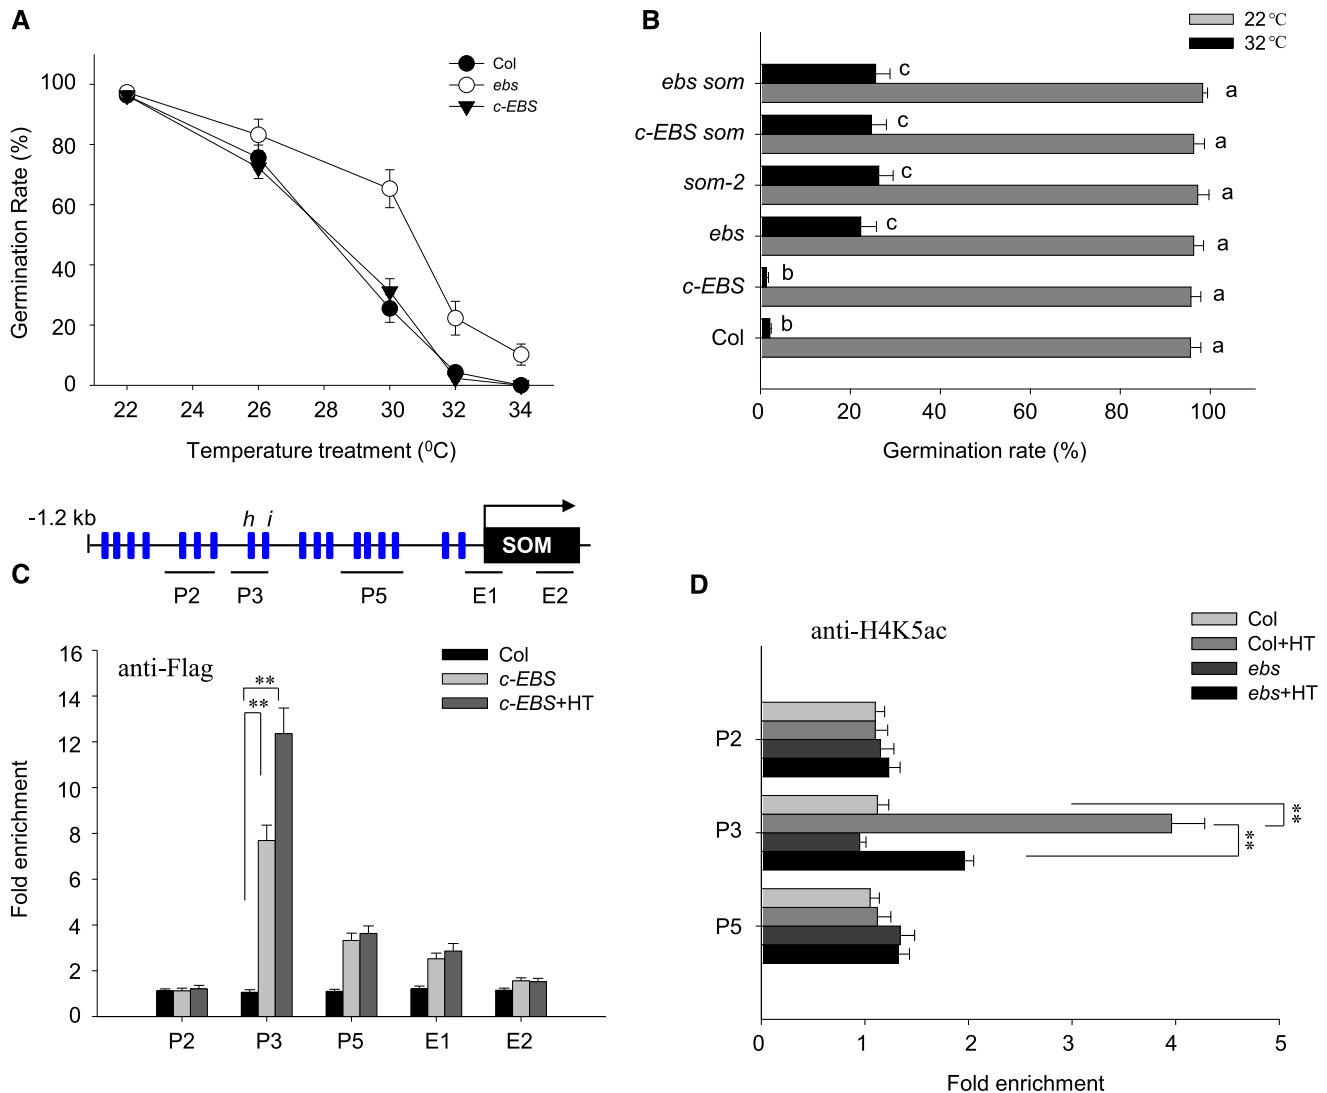 A
Col
ebs
c-EBS
Germination Rate (%)
100
80
60
40
20
0
22 24 26 28 30 32 34
Temperature treatment (⁰C)
B
22℃
32℃
ebs som
c
a
c-EBS som
c
a
som-2
c
a
ebs
c
a
c-EBS
b
a
Col
b
a
0 20 40 60 80 100
Germination rate (%)
-1.2 kb
h i
SOM
P2 P3 P5 E1 E2
C
anti-Flag
Col
c-EBS
c-EBS+HT
Fold enrichment
16
14
12
10
8
6
4
2
0
**
**
P2 P3 P5 E1 E2
D
anti-H4K5ac
Col
Col+HT
ebs
ebs+HT
P2
P3
P5
**
**
0 1 2 3 4 5
Fold enrichment